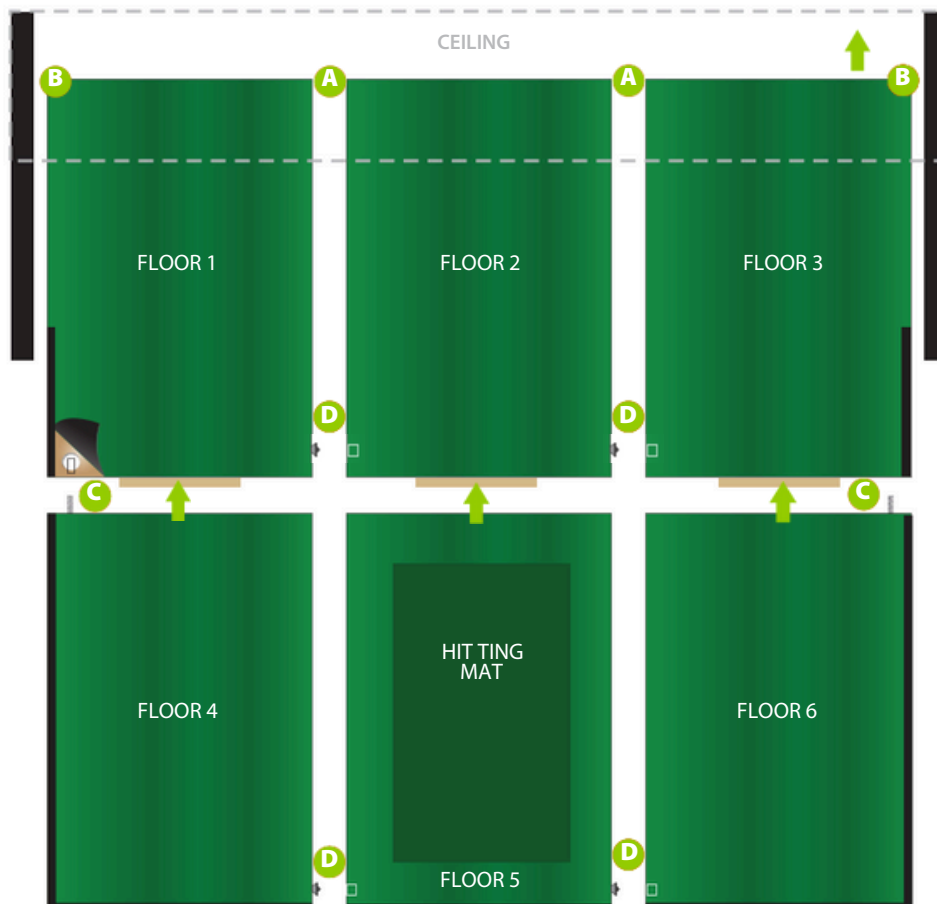 CEILING
B
A
A
B
FLOOR 1
FLOOR 2
FLOOR 3
D
D
C
C
HIT TING
MAT
FLOOR 4
FLOOR 6
D
D
FLOOR 5